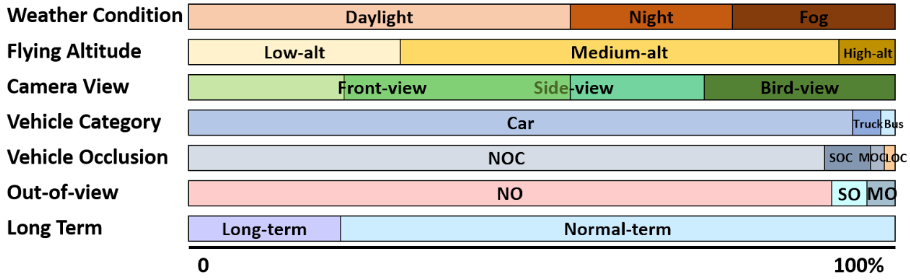 Weather Condition Daylight Night Fog
Flying Altitude Low-alt Medium-alt High-alt
Camera View Front-view Side-view Bird-view
Vehicle Category Car Truck Bus
Vehicle Occlusion NOC SOC MOC LOC
Out-of-view NO SO MO
Long Term Long-term Normal-term
0 100%